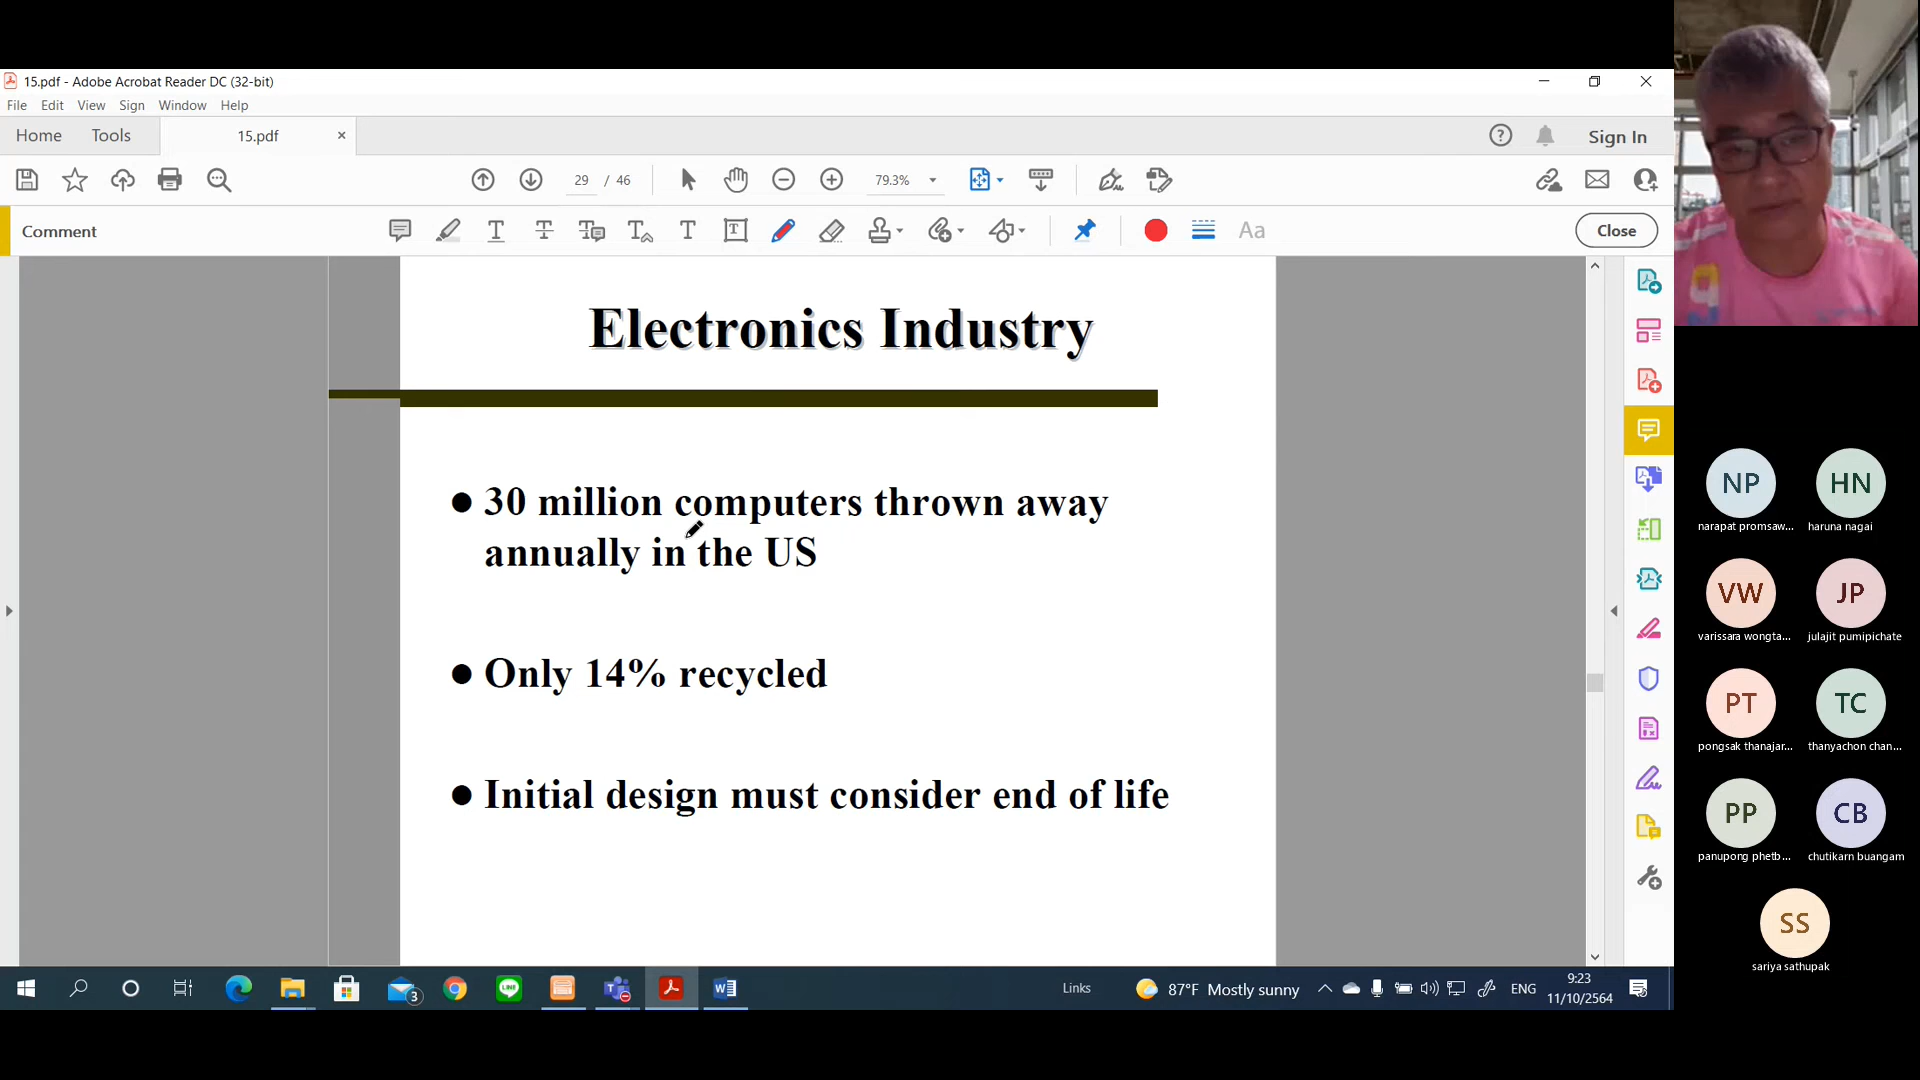 15.pdf - Adobe Acrobat Reader DC (32-bit)
File Edit View Sign Window Help
Home Tools 15.pdf Sign In
29 / 46 79.3%
Comment Aa Close
Electronics Industry
● 30 million computers thrown away
annually in the US
● Only 14% recycled
● Initial design must consider end of life
NP HN
narapat promsaw... haruna nagai
VW JP
varissara wongta... julajit pumipichate
PT TC
pongsak thanajar... thanyachon chan...
PP CB
panupong phetb... chutikarn buangam
SS
sariya sathupak
3 Links 87°F Mostly sunny ENG 9:23
11/10/2564